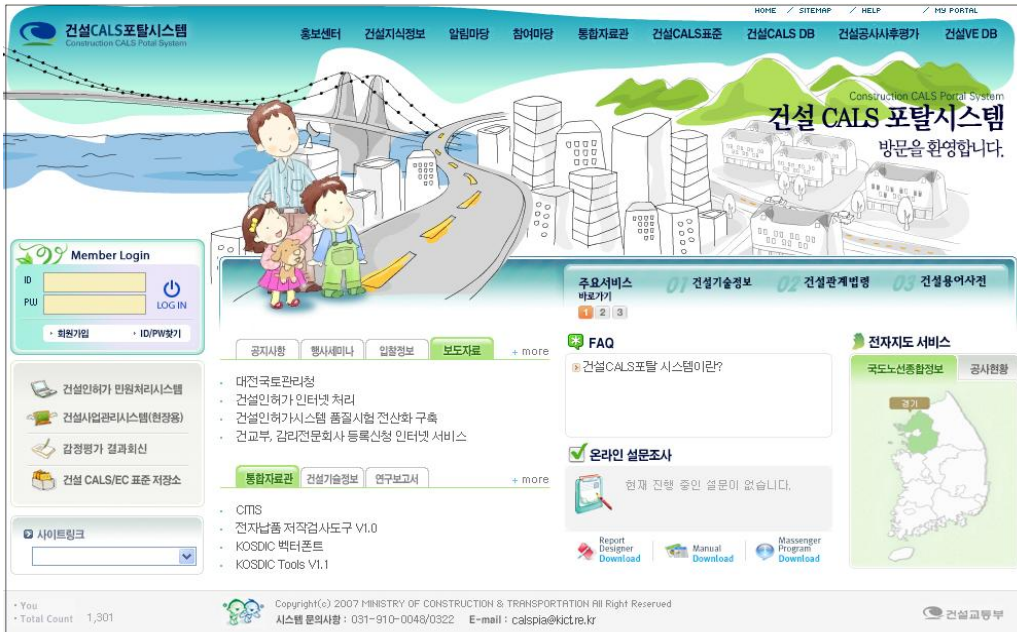 HOME / SITEMAP / HELP / MY PORTAL
건설CALS포탈시스템
Construction CALS Potal System
홍보센터 건설지식정보 알림마당 참여마당 통합자료관 건설CALS표준 건설CALS DB 건설공사사후평가 건설VE DB
Construction CALS Portal System
건설 CALS 포탈시스템
방문을 환영합니다.
Member Login
ID
PW
LOG IN
· 회원가입 · ID/PW찾기
주요서비스
바로가기
1 2 3
01 건설기술정보 02 건설관계법령 03 건설용어사전
공지사항 행사세미나 입찰정보 보도자료 + more
· 대전국토관리청
· 건설인허가 인터넷 처리
· 건설인허가시스템 품질시험 전산화 구축
· 건교부, 감리전문회사 등록신청 인터넷 서비스
FAQ
건설CALS포탈 시스템이란?
전자지도 서비스
국도노선종합정보 공사현황
경기
건설인허가 민원처리시스템
건설사업관리시스템(현장용)
감정평가 결과회신
건설 CALS/EC 표준 저장소
온라인 설문조사
현재 진행 중인 설문이 없습니다.
통합자료관 건설기술정보 연구보고서 + more
· CITIS
· 전자납품 저작검사도구 V1.0
· KOSDIC 벡터폰트
· KOSDIC Tools V1.1
사이트링크
Report Designer Download
Manual Download
Massenger Program Download
· You
· Total Count 1,301
Copyright(c) 2007 MINISTRY OF CONSTRUCTION & TRANSPORTATION All Right Reserved
시스템 문의사항 : 031-910-0048/0322 E-mail : calspia@kict.re.kr
건설교통부